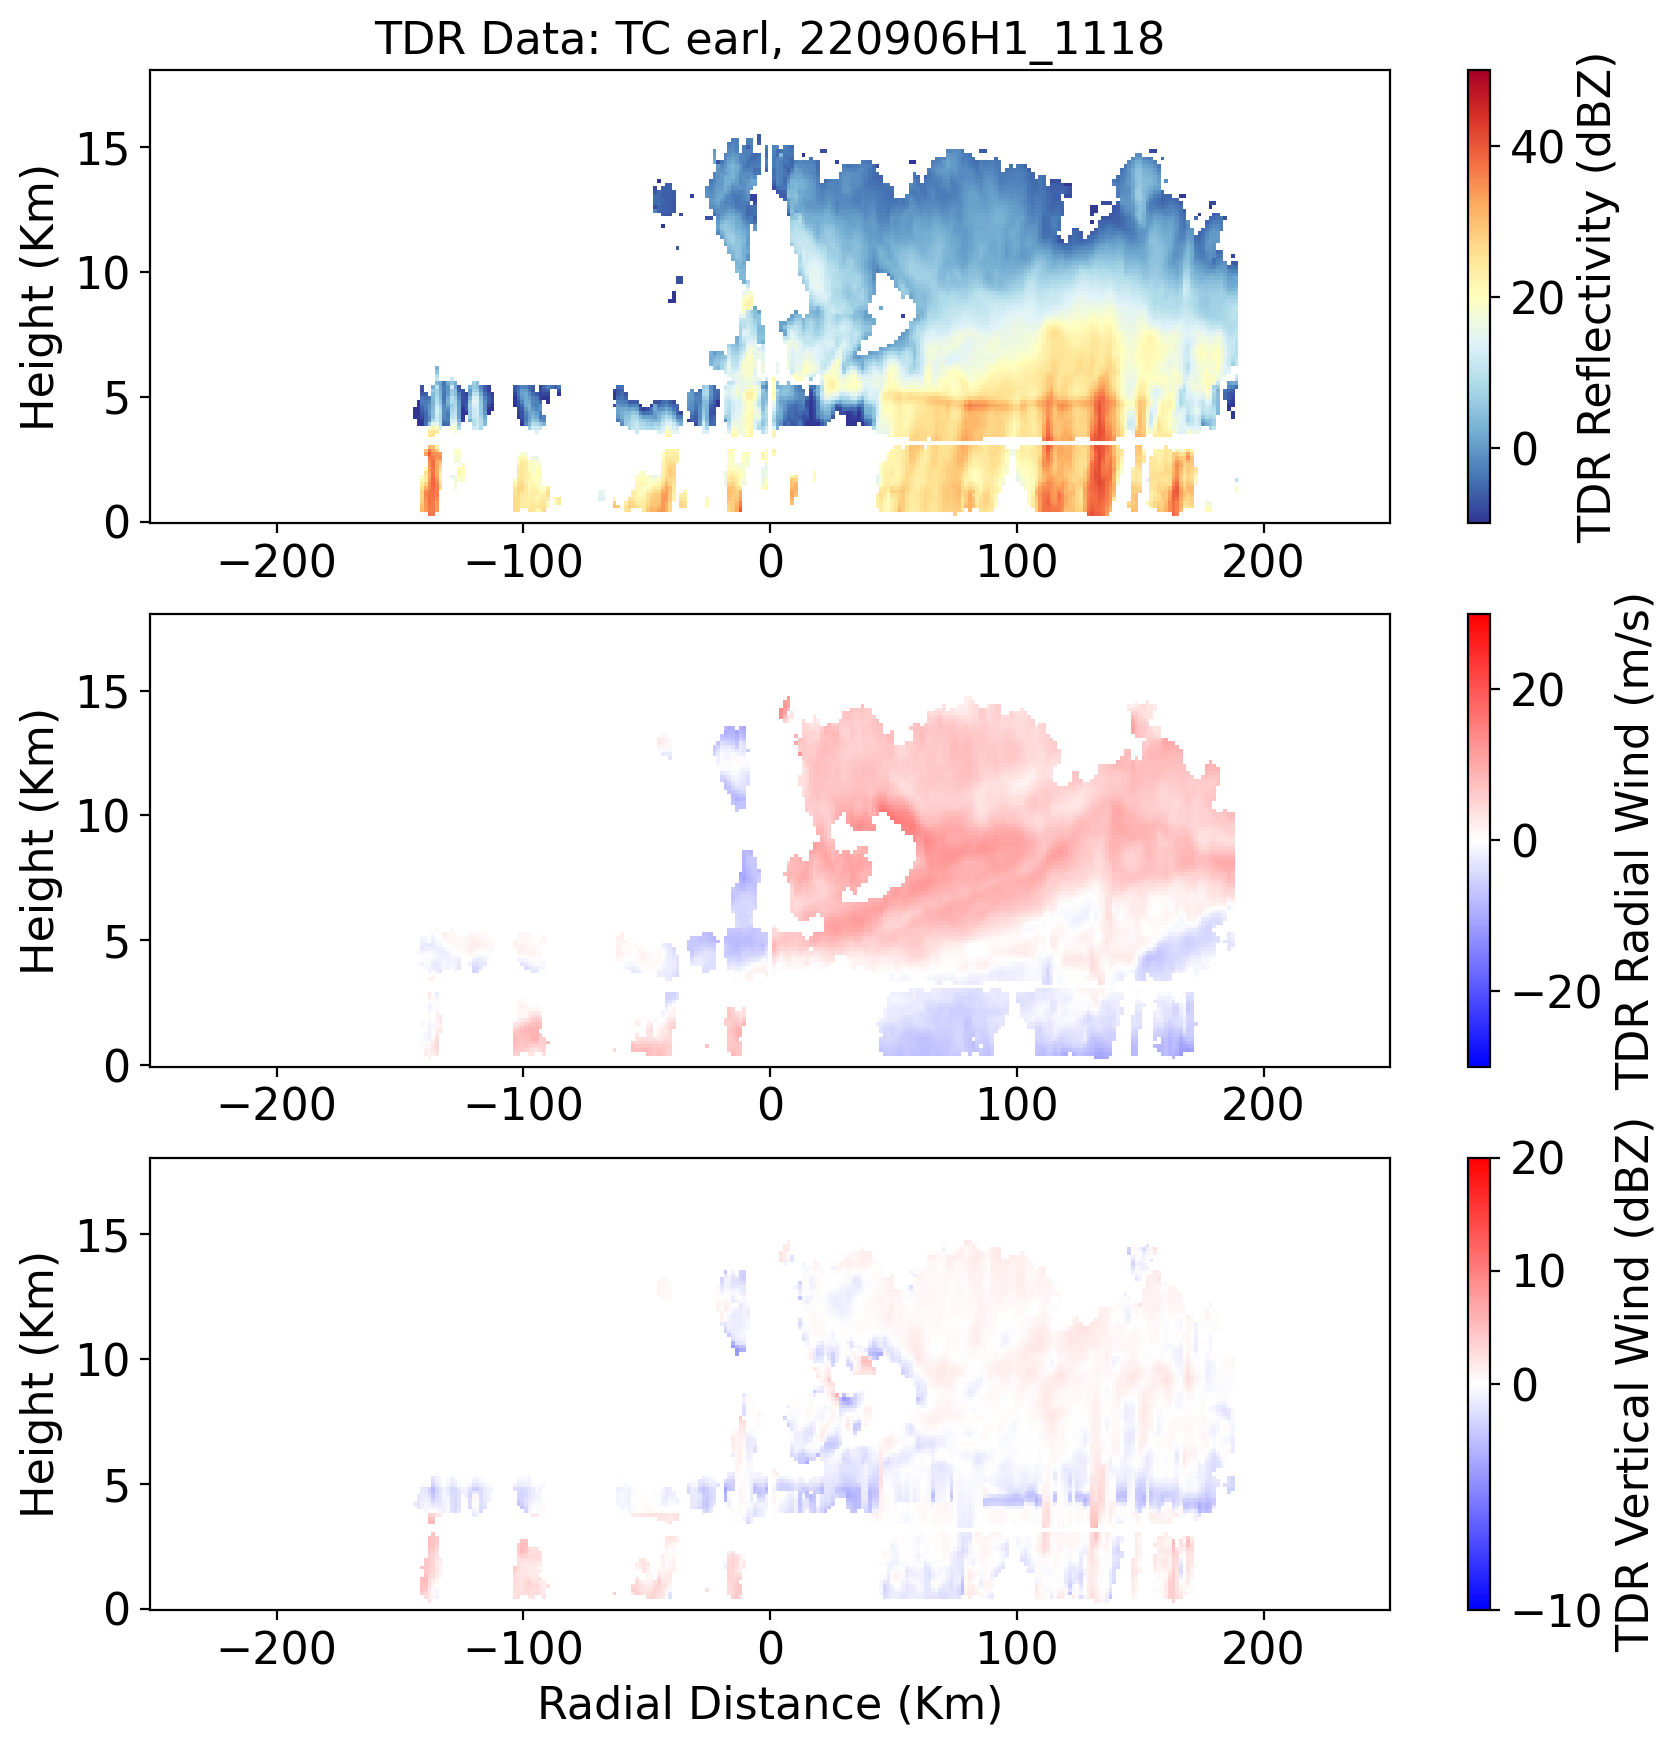 TDR Data: TC earl, 220906H1_1118
Height (Km)
15
10
5
0
−200 −100 0 100 200
40
20
0
TDR Reflectivity (dBZ)
Height (Km)
15
10
5
0
−200 −100 0 100 200
20
0
−20
TDR Radial Wind (m/s)
Height (Km)
15
10
5
0
−200 −100 0 100 200
Radial Distance (Km)
20
10
0
−10
TDR Vertical Wind (dBZ)